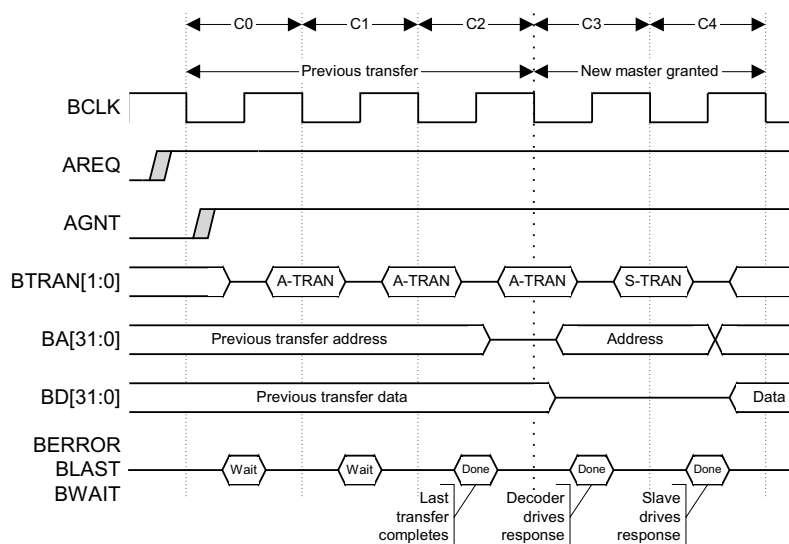 C0 C1 C2 C3 C4
Previous transfer New master granted
BCLK
AREQ
AGNT
BTRAN[1:0] A-TRAN A-TRAN A-TRAN S-TRAN
BA[31:0] Previous transfer address Address
BD[31:0] Previous transfer data Data
BERROR
BLAST Wait Wait Done Done Done
BWAIT
Last Decoder Slave
transfer drives drives
completes response response